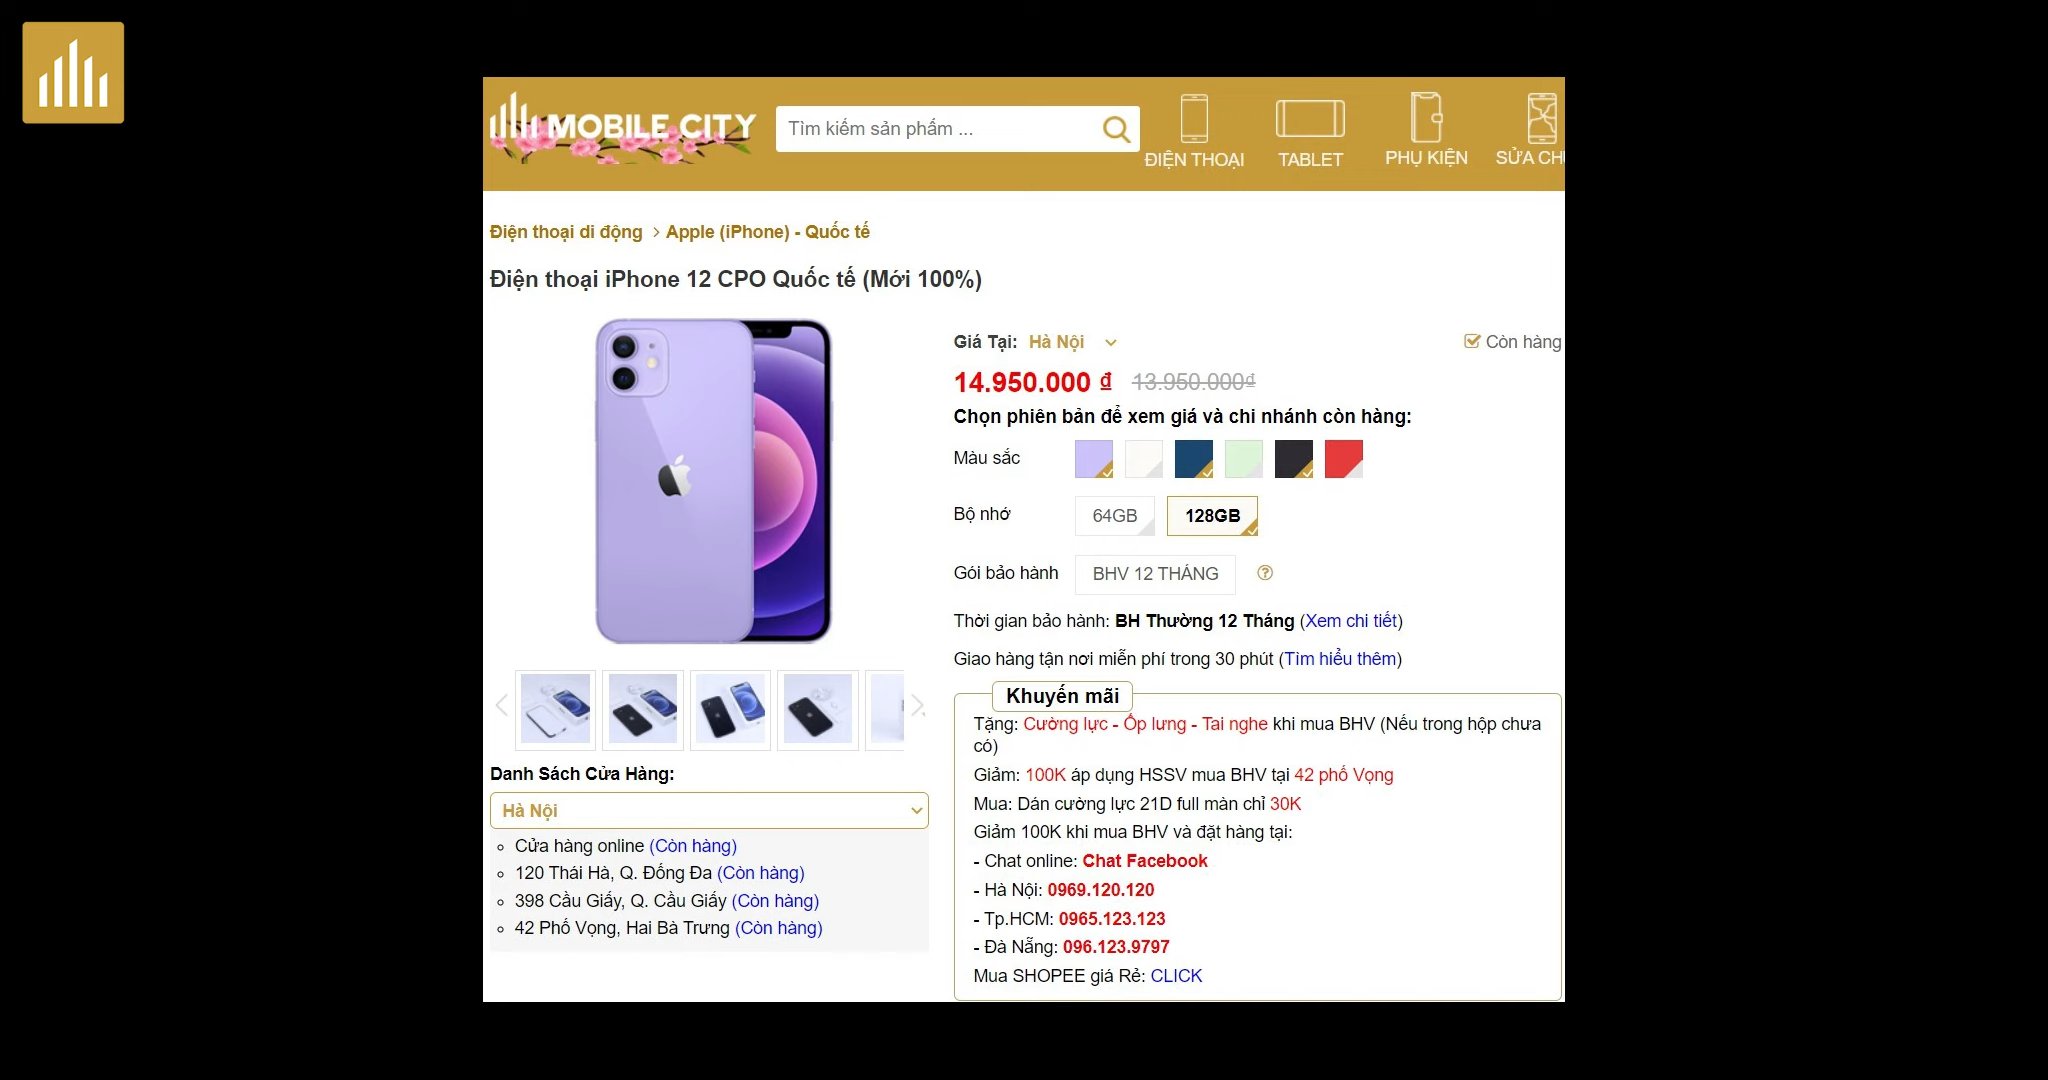 MOBILE CITY
Tìm kiếm sản phẩm ...
ĐIỆN THOẠI
TABLET
PHỤ KIỆN
SỬA CH
Điện thoại di động > Apple (iPhone) - Quốc tế
Điện thoại iPhone 12 CPO Quốc tế (Mới 100%)
Giá Tại: Hà Nội
Còn hàng
14.950.000 ₫ 13.950.000₫
Chọn phiên bản để xem giá và chi nhánh còn hàng:
Màu sắc
Bộ nhớ 64GB 128GB
Gói bảo hành BHV 12 THÁNG ?
Thời gian bảo hành: BH Thường 12 Tháng (Xem chi tiết)
Giao hàng tận nơi miễn phí trong 30 phút (Tìm hiểu thêm)
Khuyến mãi
Tặng: Cường lực - Ốp lưng - Tai nghe khi mua BHV (Nếu trong hộp chưa
có)
Giảm: 100K áp dụng HSSV mua BHV tại 42 phố Vọng
Mua: Dán cường lực 21D full màn chỉ 30K
Giảm 100K khi mua BHV và đặt hàng tại:
- Chat online: Chat Facebook
- Hà Nội: 0969.120.120
- Tp.HCM: 0965.123.123
- Đà Nẵng: 096.123.9797
Mua SHOPEE giá Rẻ: CLICK
Danh Sách Cửa Hàng:
Hà Nội
Cửa hàng online (Còn hàng)
120 Thái Hà, Q. Đống Đa (Còn hàng)
398 Cầu Giấy, Q. Cầu Giấy (Còn hàng)
42 Phố Vọng, Hai Bà Trưng (Còn hàng)